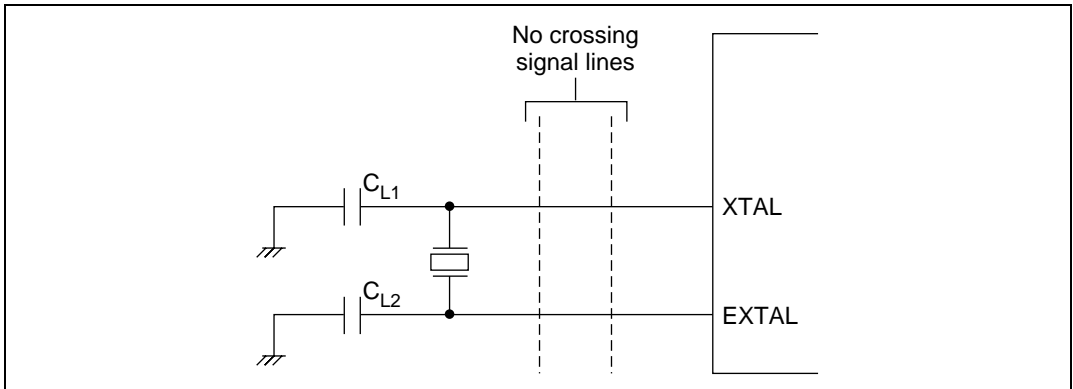 No crossing
signal lines
CL1
XTAL
CL2
EXTAL